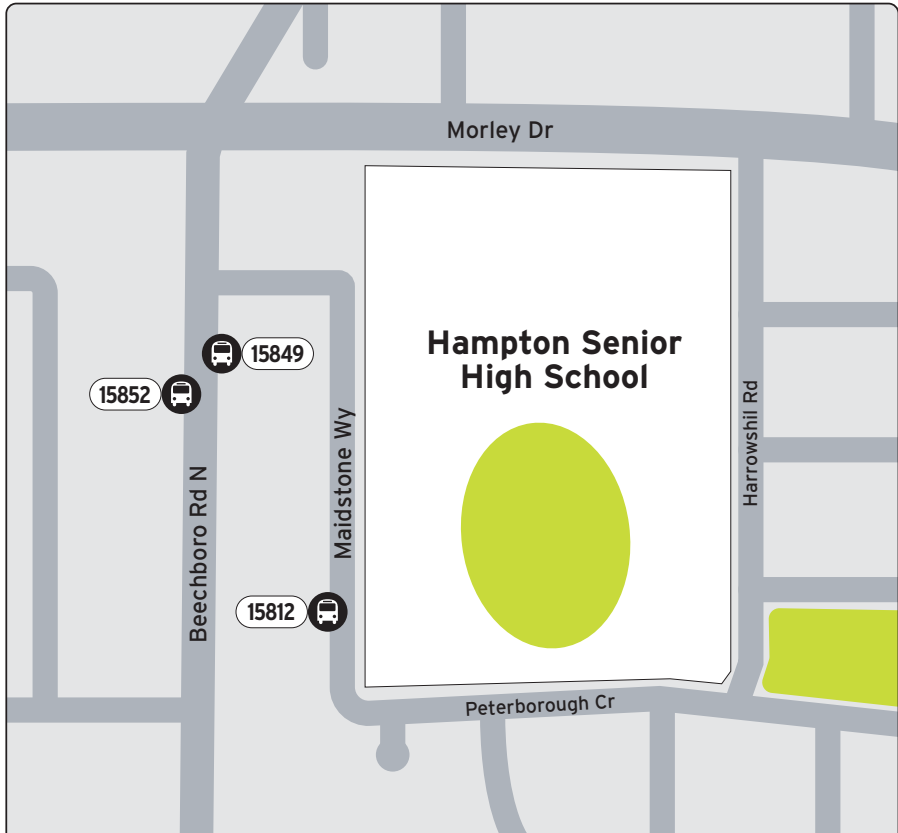 Morley Dr
15849
Hampton Senior
High School
15852
Harrowshil Rd
Maidstone Wy
Beechboro Rd N
15812
Peterborough Cr